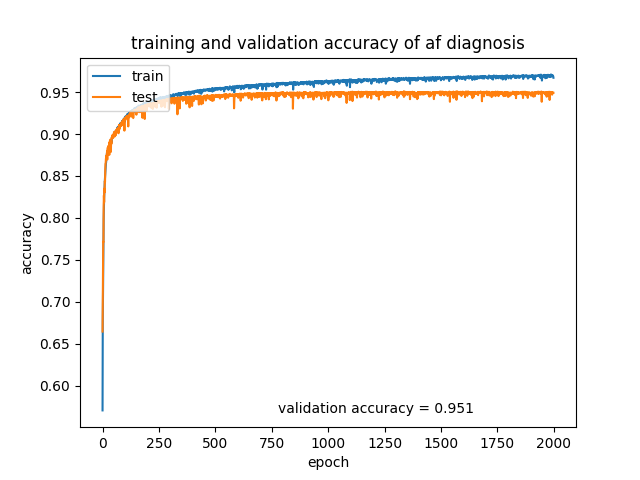 training and validation accuracy of af diagnosis
train
test
0.95
0.90
0.85
0.80
0.75
0.70
0.65
0.60
accuracy
validation accuracy = 0.951
0 250 500 750 1000 1250 1500 1750 2000
epoch